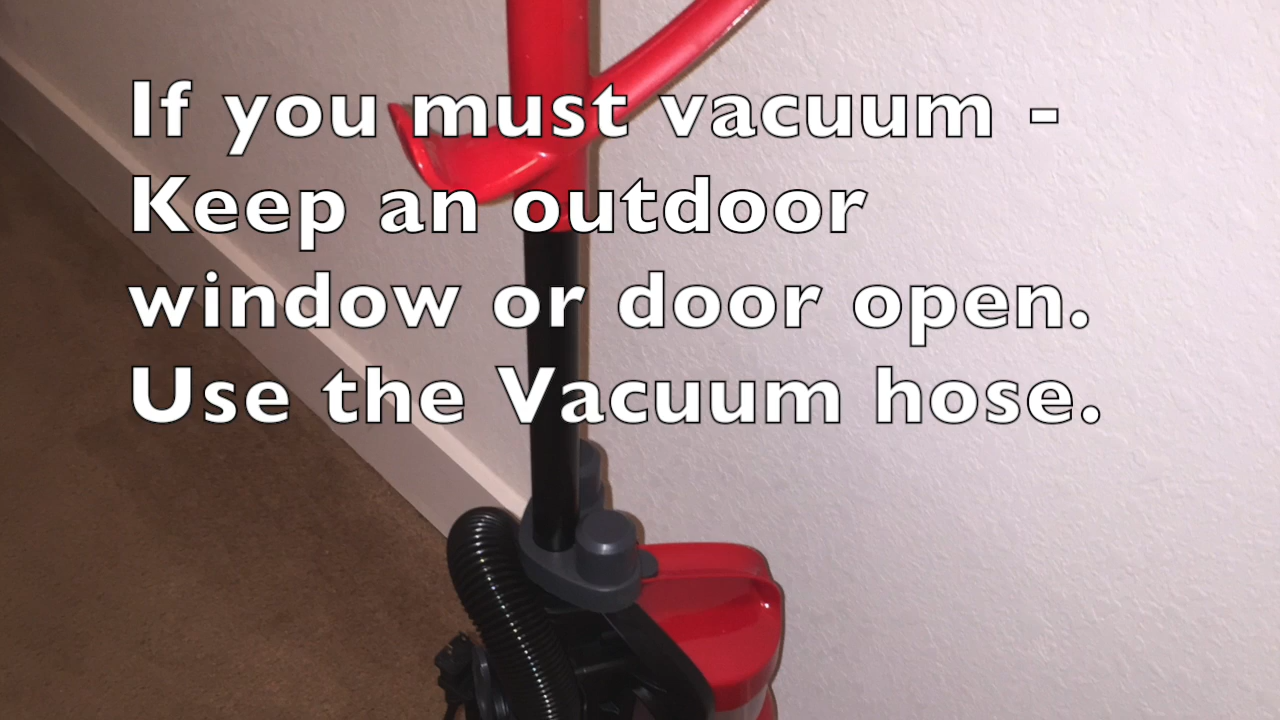 If you must vacuum -
Keep an outdoor
window or door open.
Use the Vacuum hose.